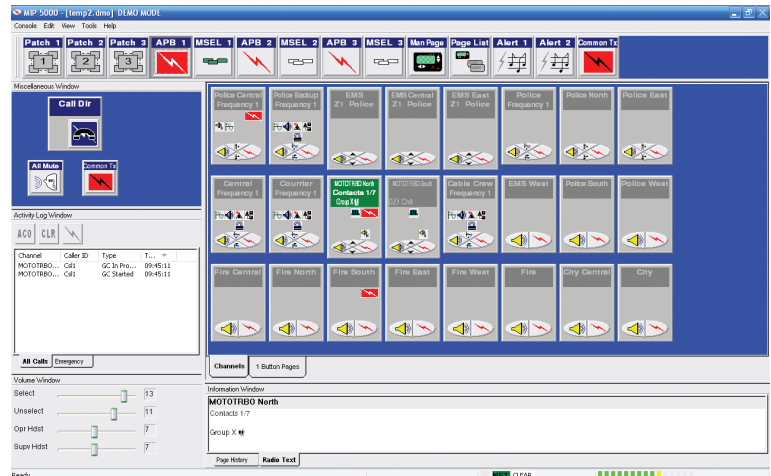 MIP 5000 - [temp2.dmo] DEMO MODE
Console Edit View Tools Help
Patch 1 Patch 2 Patch 3 APB 1 MSEL 1 APB 2 MSEL 2 APB 3 MSEL 3 Man Page Page List Alert 1 Alert 2 Common Tx
1 2 3
Miscellaneous Window
Call Dir
All Mute Common Tx
Police Central Police Backup EMS EMS Central EMS East Police Police North Police East
Frequency 1 Frequency 1 Z1 Police Z1 Police Z1 Police Frequency 1
Central Courrier MOTOTRBO North MOTOTRBO South Cable Crew EMS West Police South Police West
Frequency 1 Frequency 1 Contacts 1/7 Frequency 1
Group X
Fire Central Fire North Fire South Fire East Fire West Fire City Central City
Channels 1 Button Pages
Activity Log Window
ACO CLR
Channel Caller ID Type T...
MOTOTRBO... Csl1 GC In Pro... 09:45:11
MOTOTRBO... Csl1 GC Started 09:45:11
All Calls Emergency
Volume Window
Select 13
Unselect 11
Opr Hdst 7
Supv Hdst 7
Information Window
MOTOTRBO North
Contacts 1/7
Group X
Page History Radio Text
Ready NET CLEAR